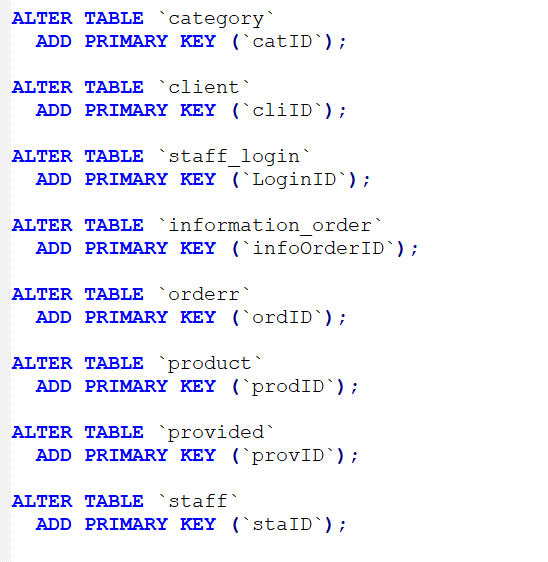 ALTER TABLE `category`
ADD PRIMARY KEY (`catID`);
ALTER TABLE `client`
ADD PRIMARY KEY (`cliID`);
ALTER TABLE `staff_login`
ADD PRIMARY KEY (`LoginID`);
ALTER TABLE `information_order`
ADD PRIMARY KEY (`infoOrderID`);
ALTER TABLE `orderr`
ADD PRIMARY KEY (`ordID`);
ALTER TABLE `product`
ADD PRIMARY KEY (`prodID`);
ALTER TABLE `provided`
ADD PRIMARY KEY (`provID`);
ALTER TABLE `staff`
ADD PRIMARY KEY (`staID`);